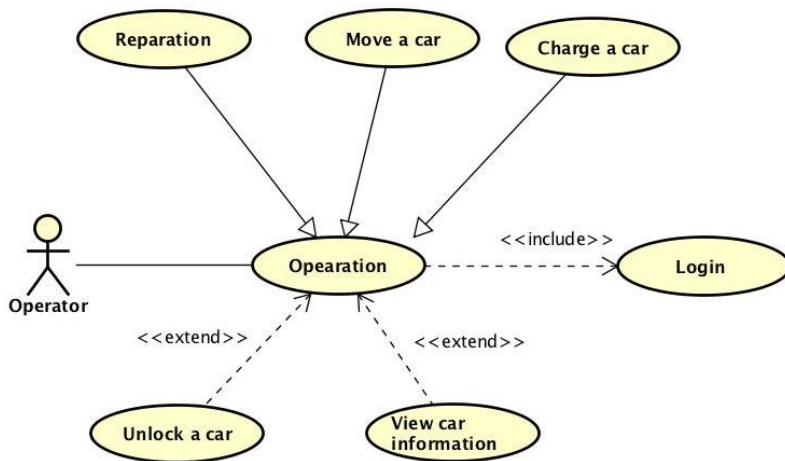 Reparation
Move a car
Charge a car
<<include>>
Opearation
Login
Operator
<<extend>>
<<extend>>
Unlock a car
View car
information